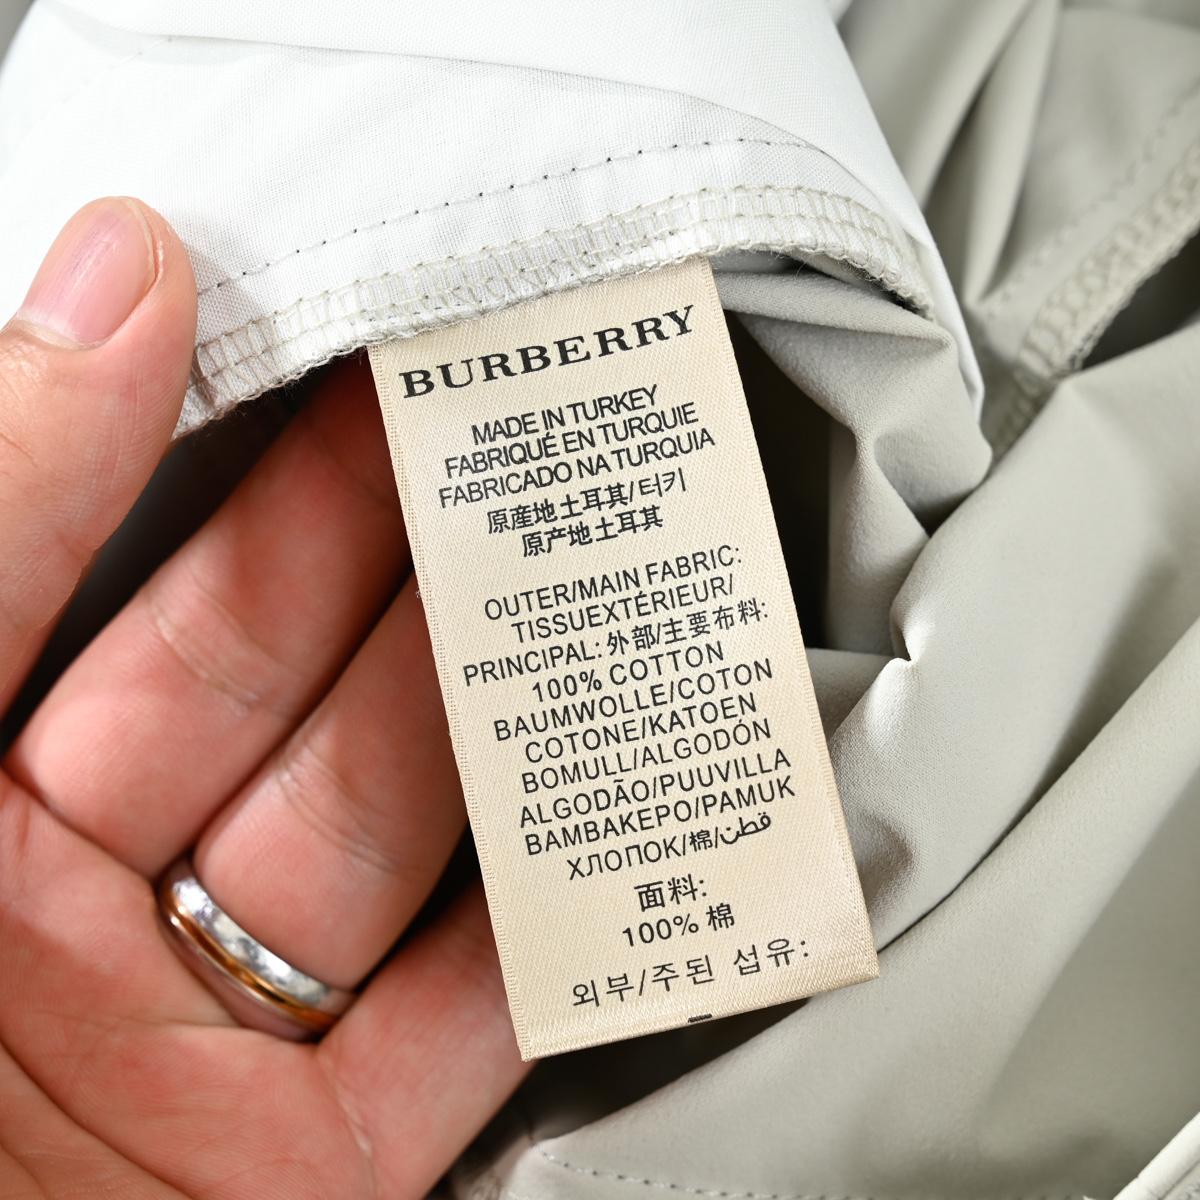 BURBERRY
MADE IN TURKEY
FABRIQUÉ EN TURQUIE
FABRICADO NA TURQUIA
原産地土耳其/터키
原产地土耳其
OUTER/MAIN FABRIC:
TISSUEXTÉRIEUR/
PRINCIPAL: 外部/主要布料:
100% COTTON
BAUMWOLLE/COTON
COTONE/KATOEN
BOMULL/ALGODÓN
ALGODÃO/PUUVILLA
BAMBAKEPO/PAMUK
ХЛОПОК/棉/قطن
面料:
100% 棉
외부/주된 섬유: